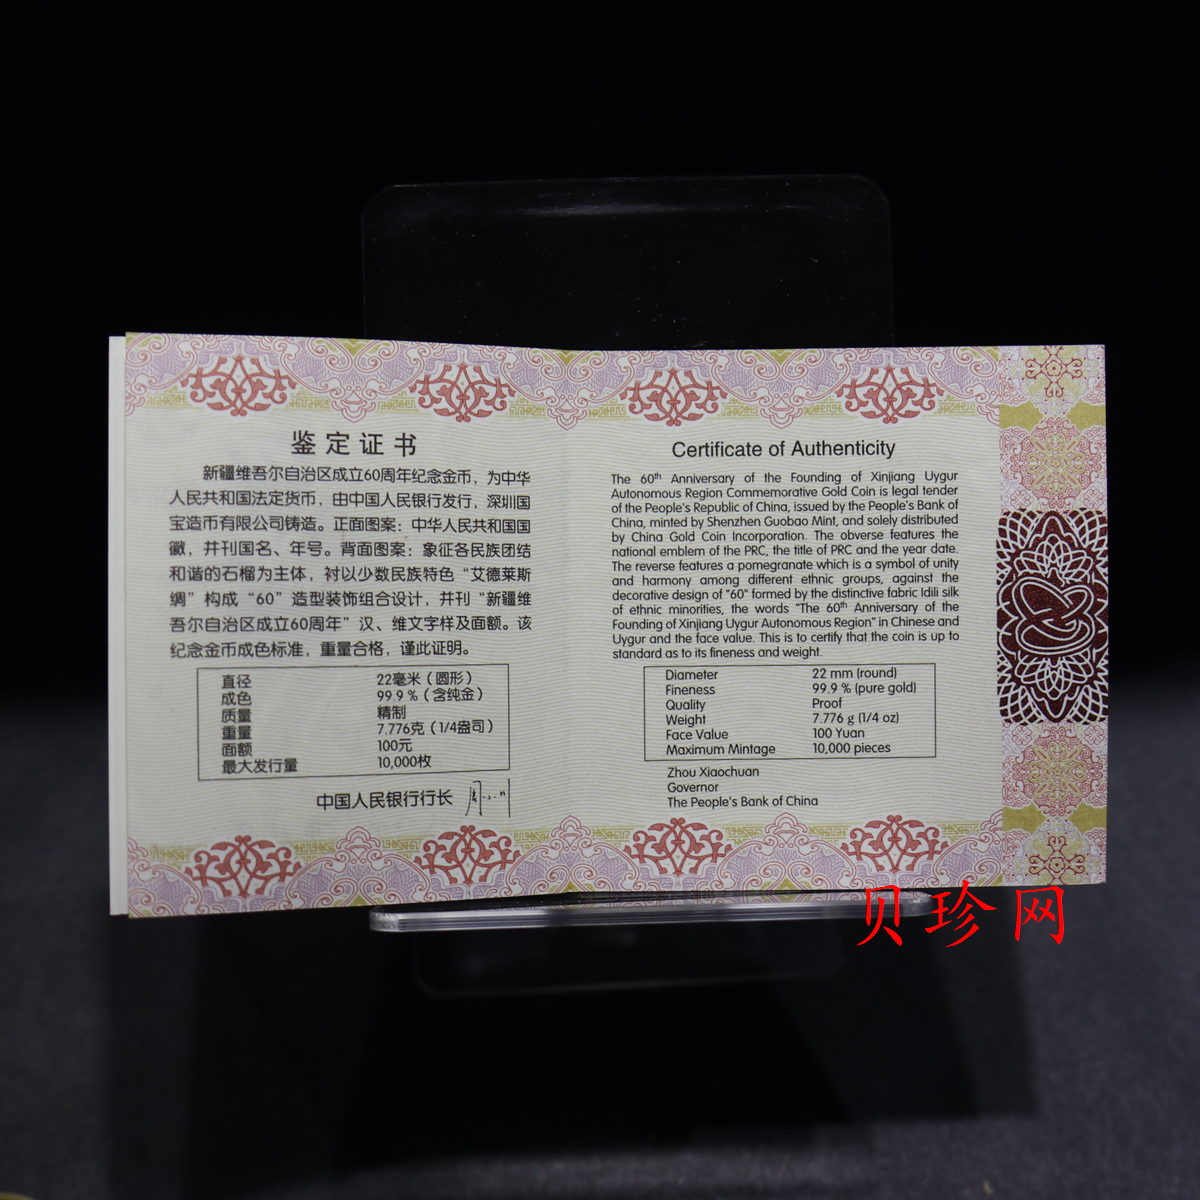 鉴定证书
新疆维吾尔自治区成立60周年纪念金币，为中华
人民共和国法定货币，由中国人民银行发行，深圳国
宝造币有限公司铸造。正面图案：中华人民共和国国
徽，并刊国名、年号。背面图案：象征各民族团结
和谐的石榴为主体，衬以少数民族特色“艾德莱斯
绸”构成“60”造型装饰组合设计，并刊“新疆维
吾尔自治区成立60周年”汉、维文字样及面额。该
纪念金币成色标准，重量合格，谨此证明。
直径 22毫米（圆形）
成色 99.9％（含纯金）
质量 精制
重量 7.776克（1/4盎司）
面额 100元
最大发行量 10,000枚
中国人民银行行长
Certificate of Authenticity
The 60th Anniversary of the Founding of Xinjiang Uygur
Autonomous Region Commemorative Gold Coin is legal tender
of the People's Republic of China, issued by the People's Bank of
China, minted by Shenzhen Guobao Mint, and solely distributed
by China Gold Coin Incorporation. The obverse features the
national emblem of the PRC, the title of PRC and the year date.
The reverse features a pomegranate which is a symbol of unity
and harmony among different ethnic groups, against the
decorative design of "60" formed by the distinctive fabric Idili silk
of ethnic minorities, the words "The 60th Anniversary of the
Founding of Xinjiang Uygur Autonomous Region" in Chinese and
Uygur and the face value. This is to certify that the coin is up to
standard as to its fineness and weight.
Diameter 22 mm (round)
Fineness 99.9 % (pure gold)
Quality Proof
Weight 7.776 g (1/4 oz)
Face Value 100 Yuan
Maximum Mintage 10,000 pieces
Zhou Xiaochuan
Governor
The People's Bank of China
贝珍网